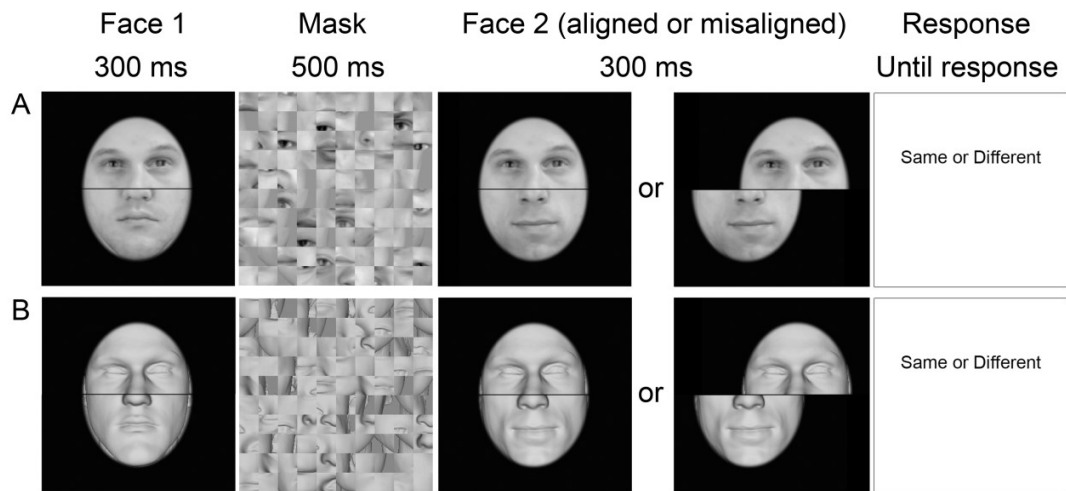 Face 1 Mask Face 2 (aligned or misaligned) Response
300 ms 500 ms 300 ms Until response
A
or
Same or Different
B
or
Same or Different